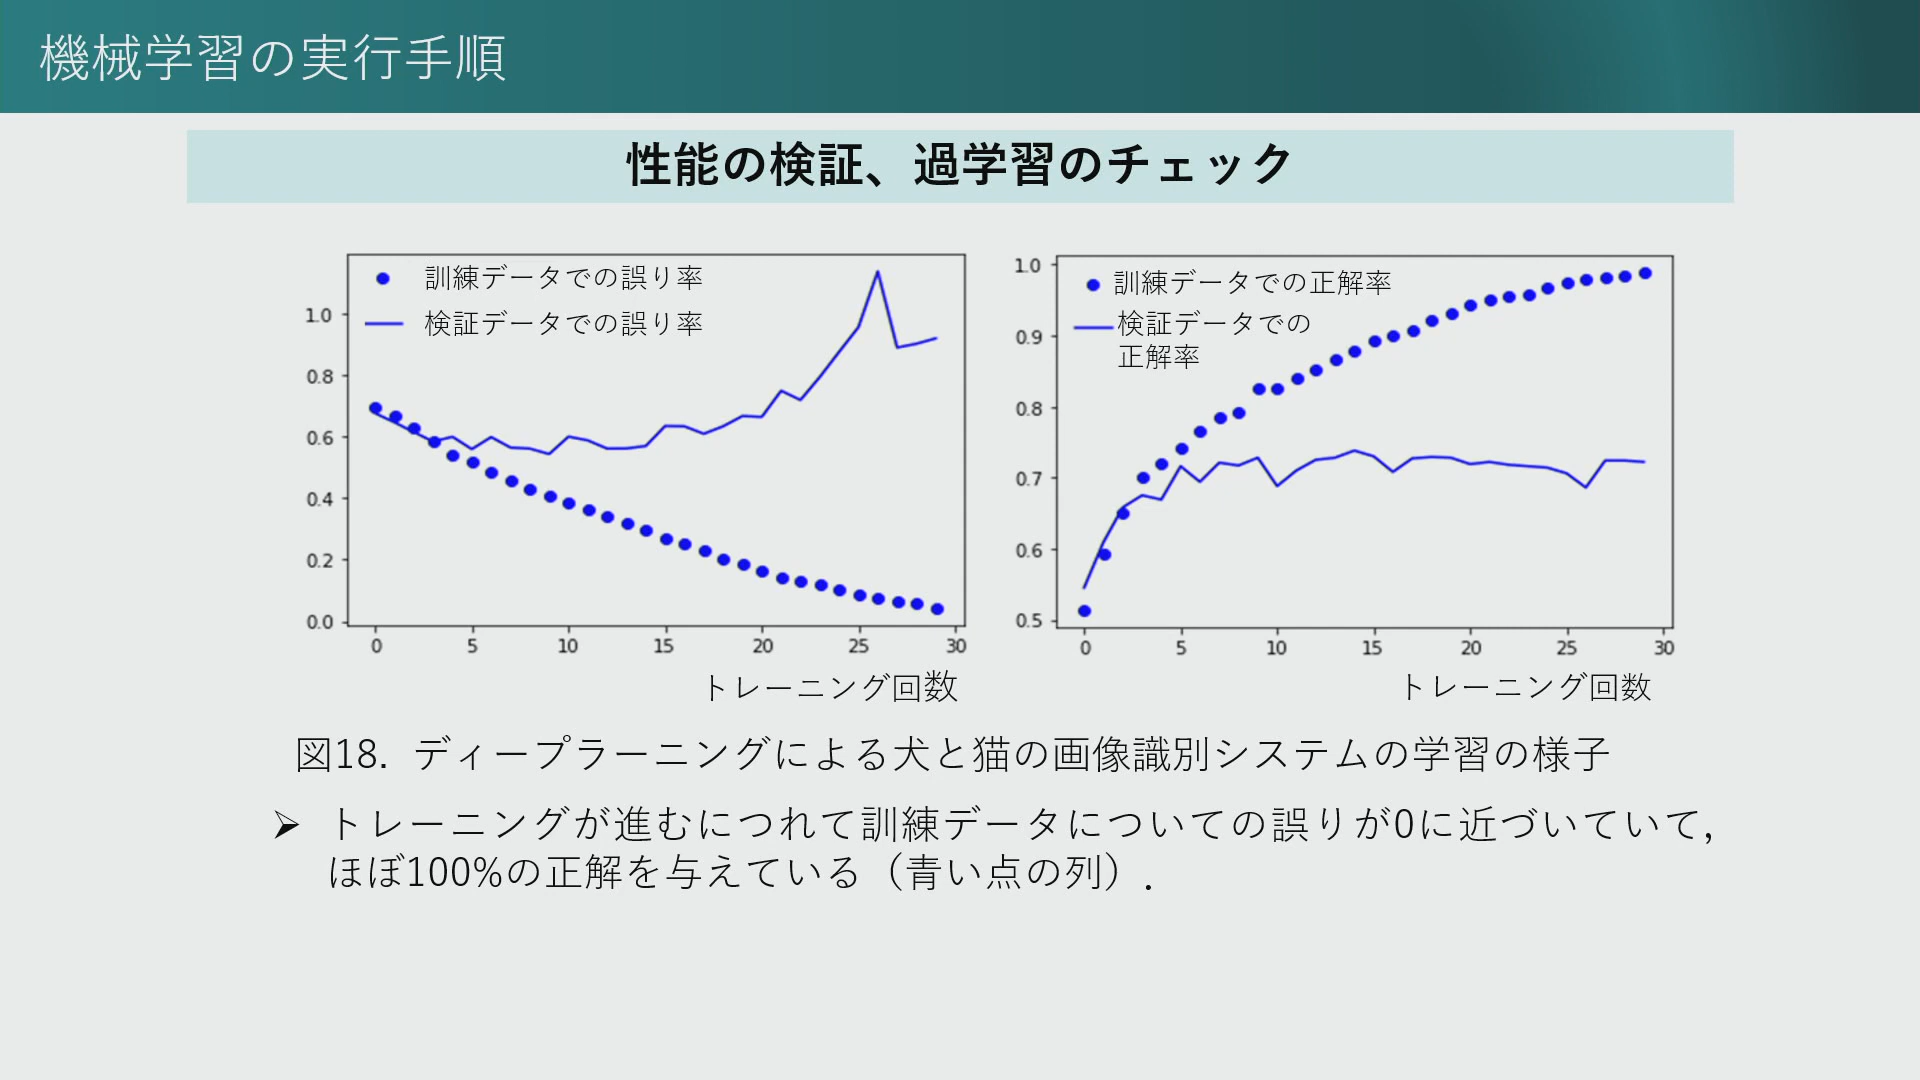 機械学習の実行手順
性能の検証、過学習のチェック
訓練データでの誤り率
検証データでの誤り率
1.0
0.8
0.6
0.4
0.2
0.0
0 5 10 15 20 25 30
トレーニング回数
訓練データでの正解率
検証データでの
正解率
1.0
0.9
0.8
0.7
0.6
0.5
0 5 10 15 20 25 30
トレーニング回数
図18. ディープラーニングによる犬と猫の画像識別システムの学習の様子
➢ トレーニングが進むにつれて訓練データについての誤りが0に近づいていて,
ほぼ100%の正解を与えている（青い点の列）.